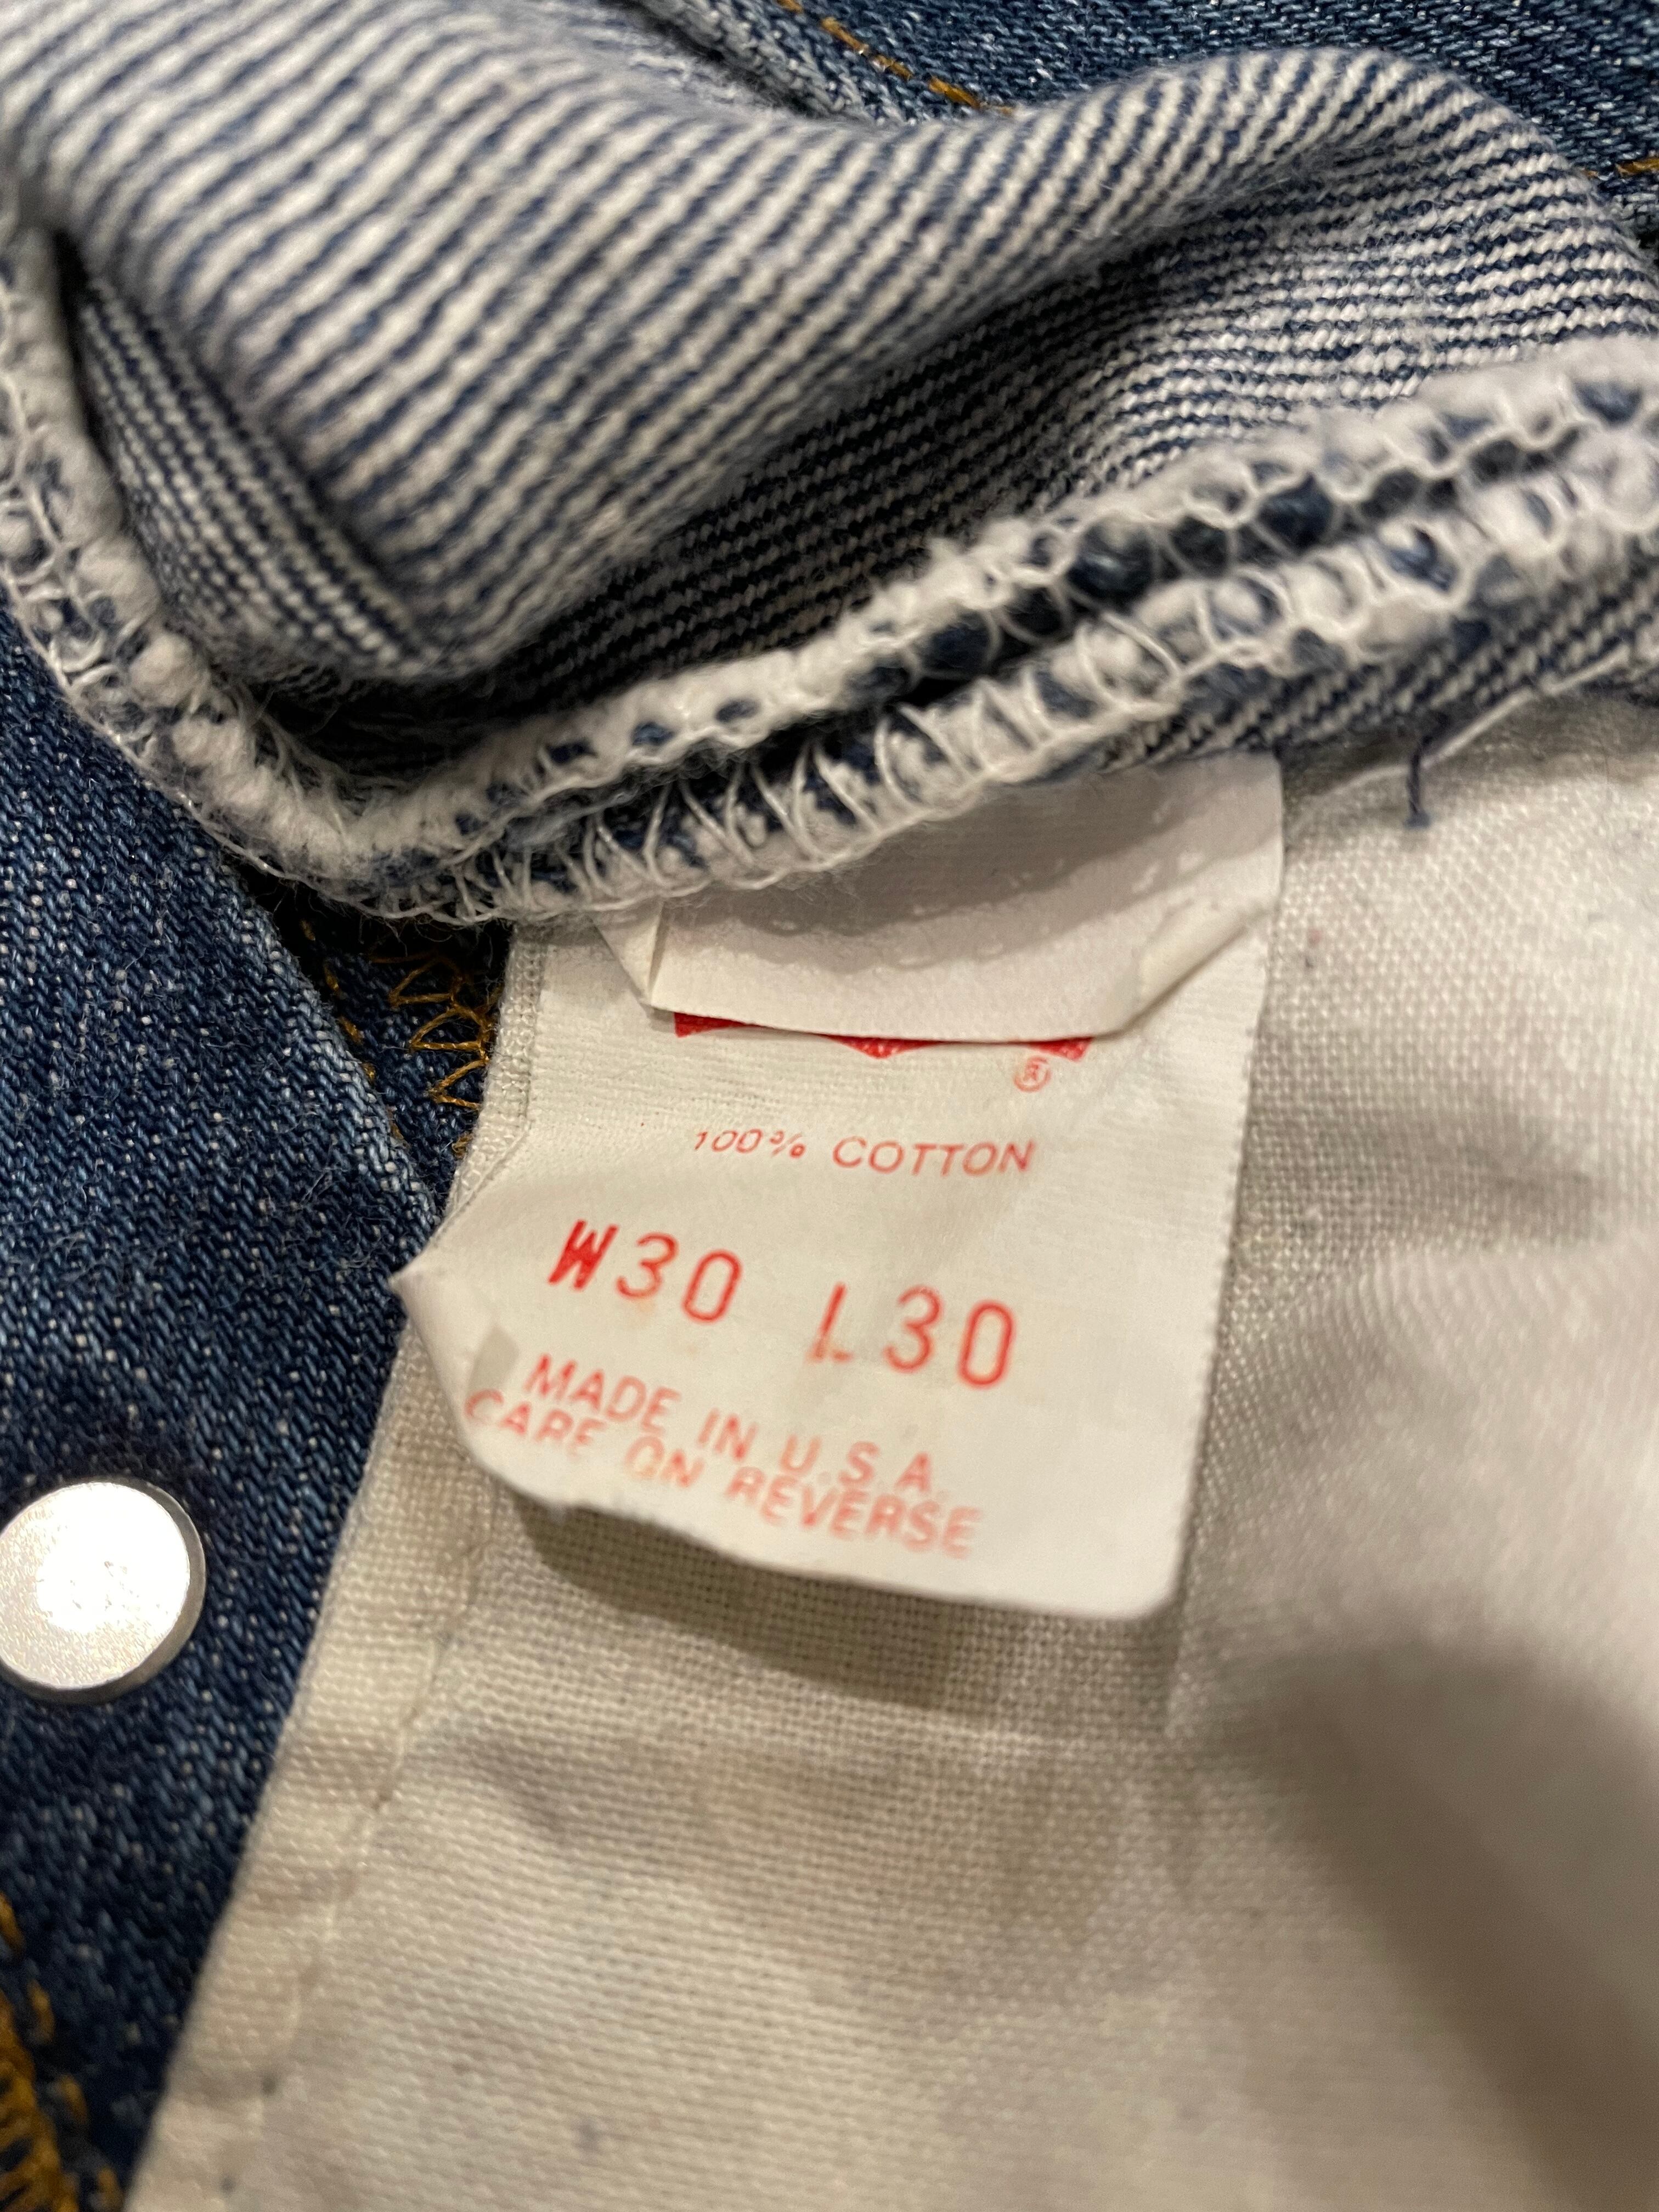 ®
100% COTTON
W30 L30
MADE IN U.S.A.
CARE ON REVERSE